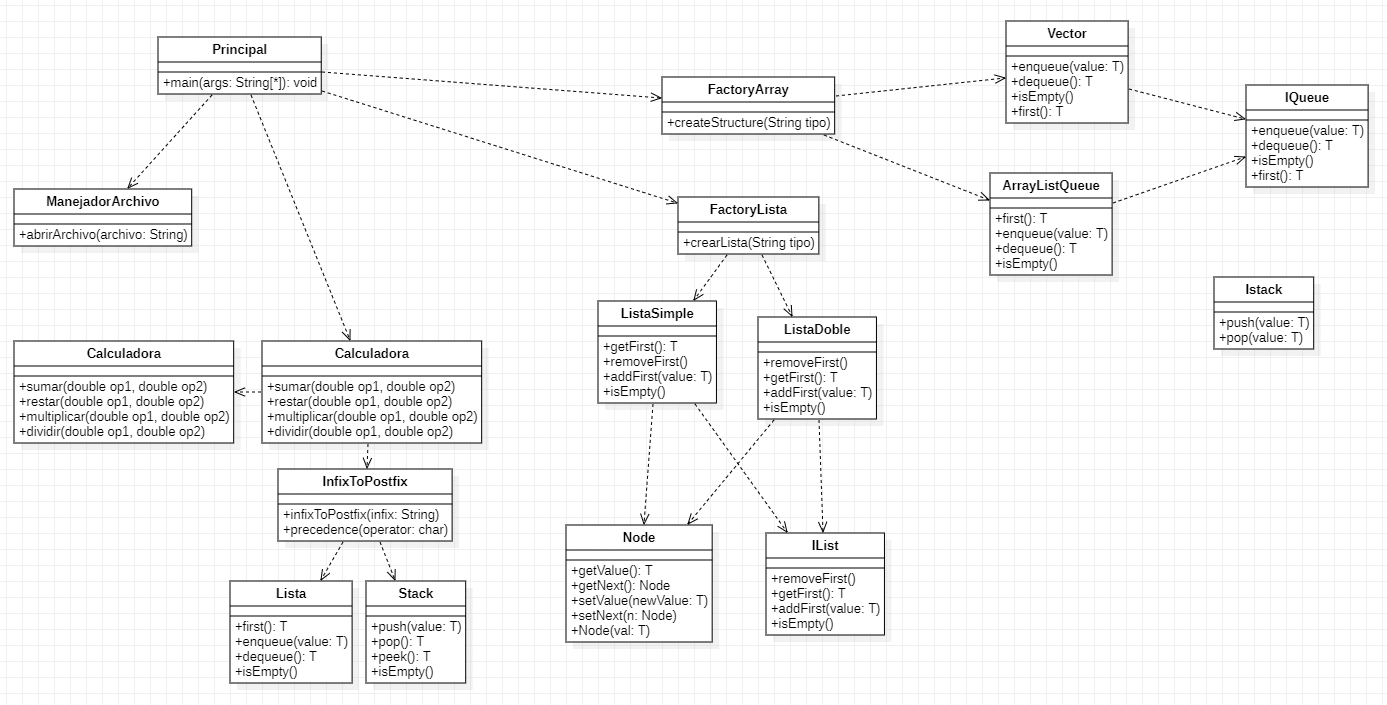 Principal
+main(args: String[*]): void
FactoryArray
+createStructure(String tipo)
Vector
+enqueue(value: T)
+dequeue(): T
+isEmpty()
+first(): T
IQueue
+enqueue(value: T)
+dequeue(): T
+isEmpty()
+first(): T
ManejadorArchivo
+abrirArchivo(archivo: String)
FactoryLista
+crearLista(String tipo)
ArrayListQueue
+first(): T
+enqueue(value: T)
+dequeue(): T
+isEmpty()
Istack
+push(value: T)
+pop(value: T)
ListaSimple
+getFirst(): T
+removeFirst()
+addFirst(value: T)
+isEmpty()
ListaDoble
+removeFirst()
+getFirst(): T
+addFirst(value: T)
+isEmpty()
Calculadora
+sumar(double op1, double op2)
+restar(double op1, double op2)
+multiplicar(double op1, double op2)
+dividir(double op1, double op2)
Calculadora
+sumar(double op1, double op2)
+restar(double op1, double op2)
+multiplicar(double op1, double op2)
+dividir(double op1, double op2)
InfixToPostfix
+infixToPostfix(infix: String)
+precedence(operator: char)
Lista
+first(): T
+enqueue(value: T)
+dequeue(): T
+isEmpty()
Stack
+push(value: T)
+pop(): T
+peek(): T
+isEmpty()
Node
+getValue(): T
+getNext(): Node
+setValue(newValue: T)
+setNext(n: Node)
+Node(val: T)
IList
+removeFirst()
+getFirst(): T
+addFirst(value: T)
+isEmpty()